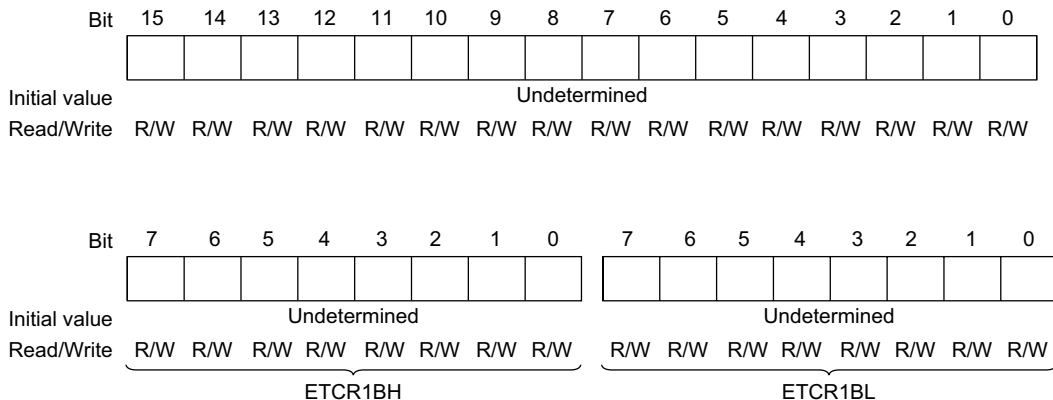 Bit 15 14 13 12 11 10 9 8 7 6 5 4 3 2 1 0
Initial value Undetermined
Read/Write R/W R/W R/W R/W R/W R/W R/W R/W R/W R/W R/W R/W R/W R/W R/W R/W
Bit 7 6 5 4 3 2 1 0 7 6 5 4 3 2 1 0
Initial value Undetermined Undetermined
Read/Write R/W R/W R/W R/W R/W R/W R/W R/W R/W R/W R/W R/W R/W R/W R/W R/W
ETCR1BH ETCR1BL